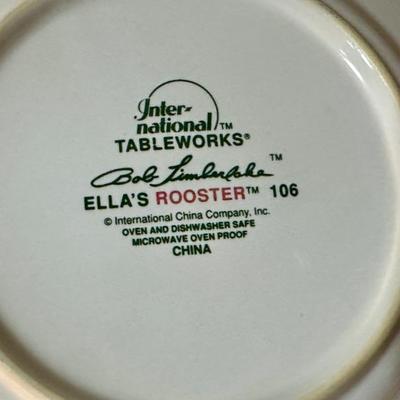 Inter-
national™
TABLEWORKS®
Bob Timberlake™
ELLA'S ROOSTER™ 106
© International China Company, Inc.
OVEN AND DISHWASHER SAFE
MICROWAVE OVEN PROOF
CHINA